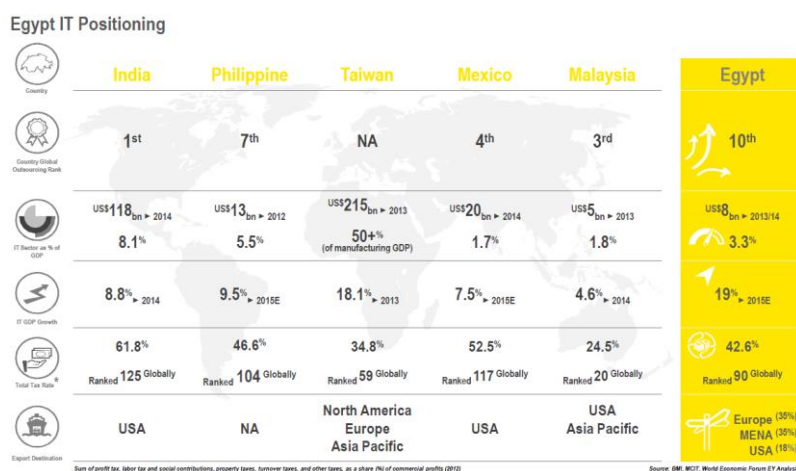 Egypt IT Positioning
Country
India Philippine Taiwan Mexico Malaysia Egypt
Country Global
Outsourcing Rank
1st 7th NA 4th 3rd 10th
IT Sector as % of
GDP
US$118bn ► 2014 US$13bn ► 2012 US$215bn ► 2013 US$20bn ► 2014 US$5bn ► 2013 US$8bn ► 2013/14
8.1% 5.5% 50+% 1.7% 1.8% 3.3%
(of manufacturing GDP)
IT GDP Growth
8.8% ► 2014 9.5% ► 2015E 18.1% ► 2013 7.5% ► 2015E 4.6% ► 2014 19% ► 2015E
Total Tax Rate*
61.8% 46.6% 34.8% 52.5% 24.5% 42.6%
Ranked 125 Globally Ranked 104 Globally Ranked 59 Globally Ranked 117 Globally Ranked 20 Globally Ranked 90 Globally
Export Destination
USA NA North America USA USA Europe (35%)
Europe Asia Pacific MENA (35%)
Asia Pacific USA (18%)
Sum of profit tax, labor tax and social contributions, property taxes, turnover taxes, and other taxes, as a share (%) of commercial profits (2012)
Source: BMI, MCIT, World Economic Forum EY Analysis